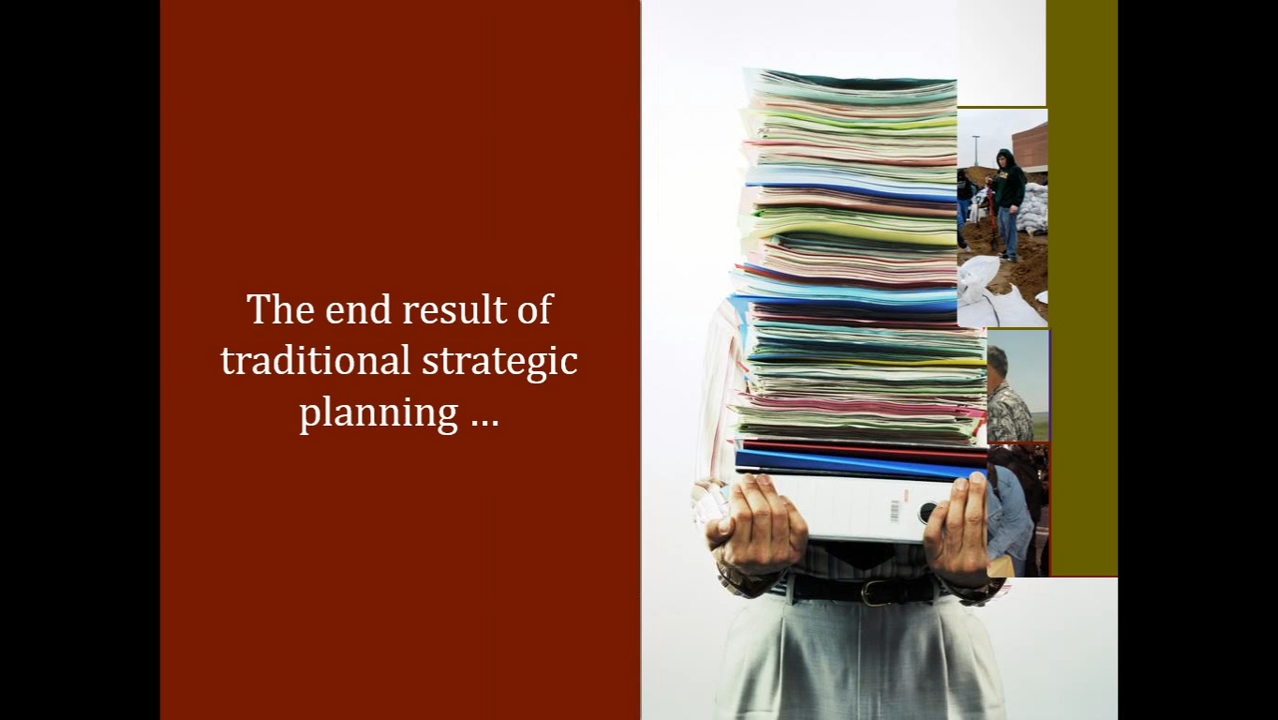 The end result of
traditional strategic
planning …